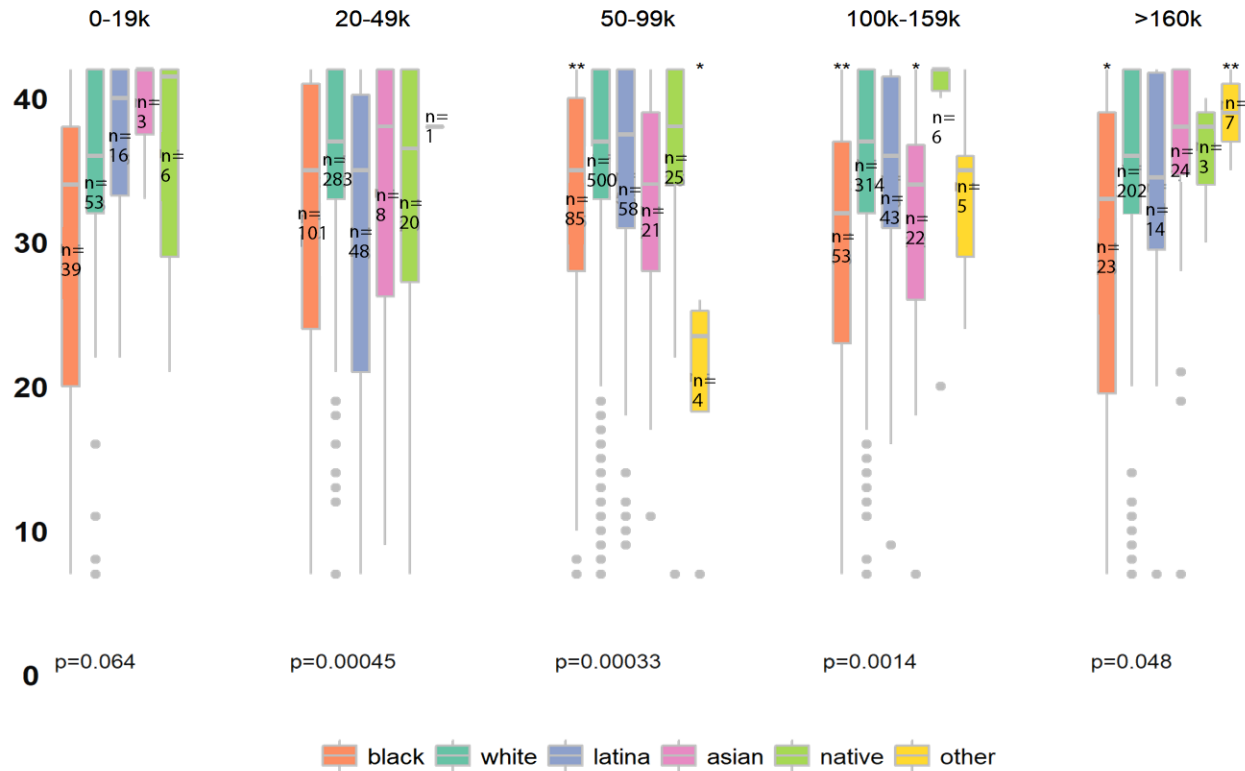 0-19k 20-49k 50-99k 100k-159k >160k
** * ** * * **
40
n=
3
n=
1
n=
7
n=
16
n=
6
n=
53
n=
6
n=
283
n=
8
n=
20
n=
500
n=
58
n=
25
n=
314
n=
43
n=
5
n=
202
n=
24
n=
3
30
n=
39
n=
101
n=
48
n=
85
n=
21
n=
53
n=
22
n=
23
n=
14
20
n=
4
10
0
p=0.064 p=0.00045 p=0.00033 p=0.0014 p=0.048
black white latina asian native other